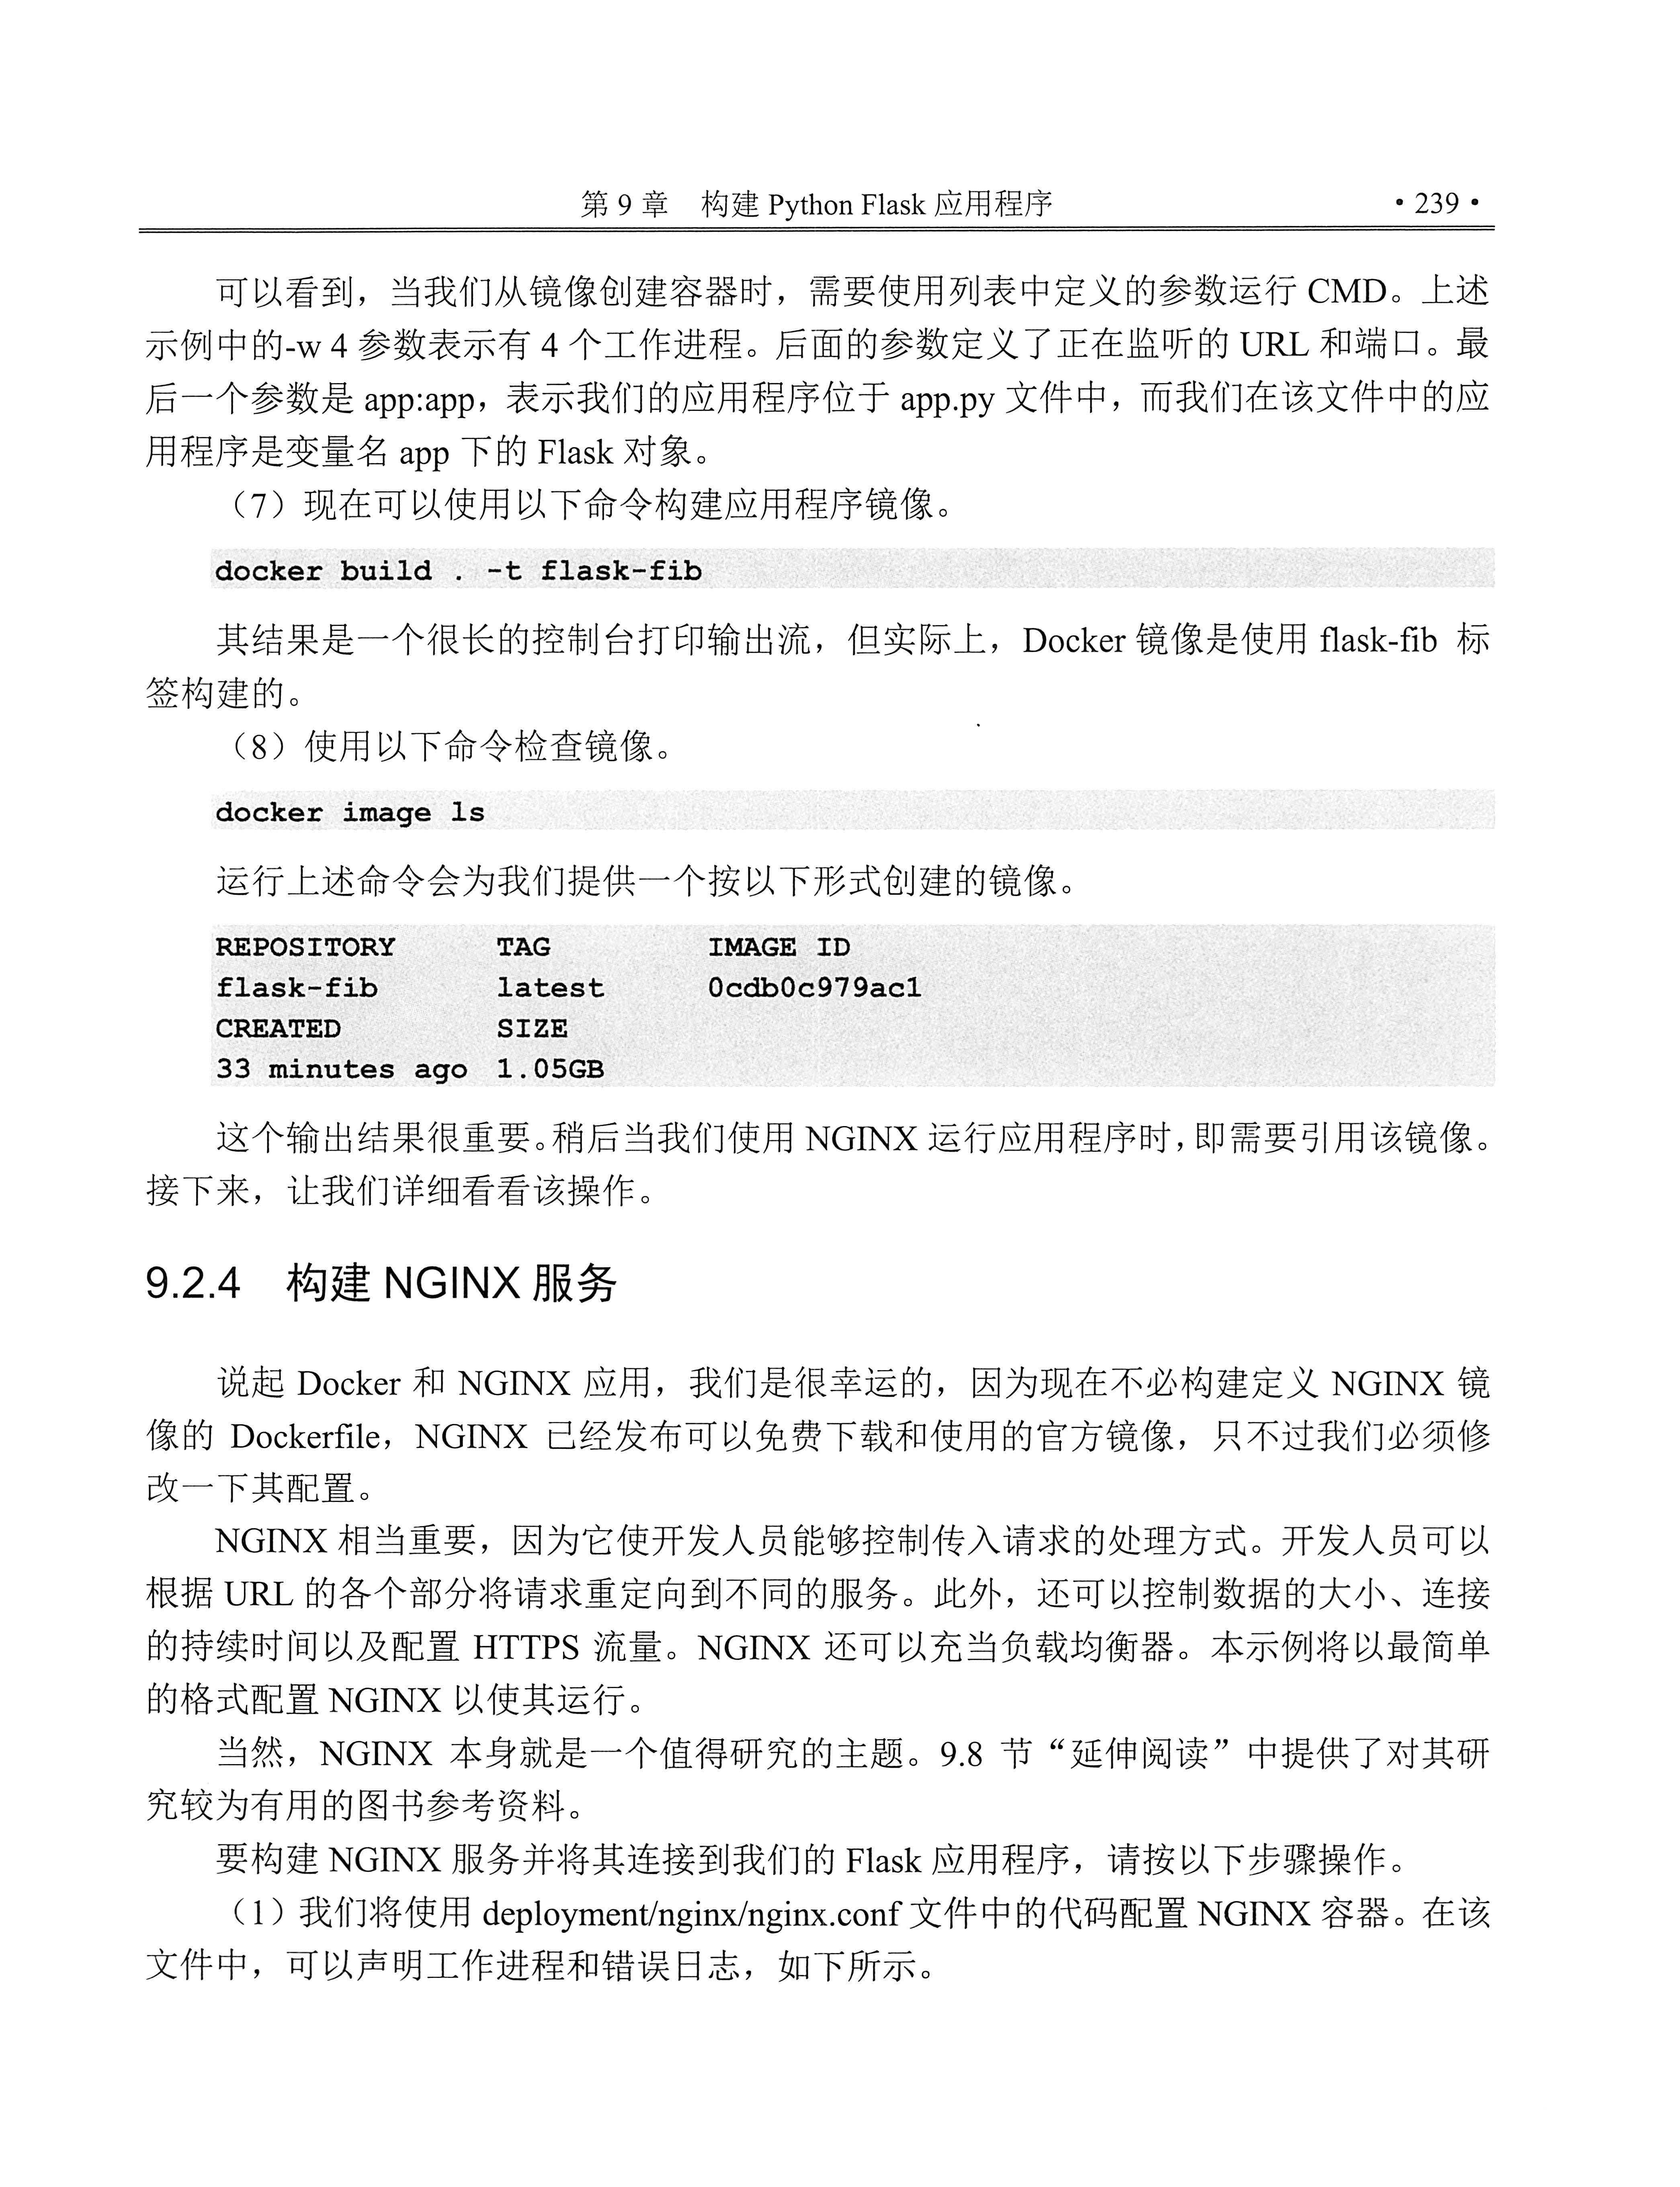 第 9 章　构建 Python Flask 应用程序　　• 239 •
可以看到，当我们从镜像创建容器时，需要使用列表中定义的参数运行 CMD。上述
示例中的-w 4 参数表示有 4 个工作进程。后面的参数定义了正在监听的 URL 和端口。最
后一个参数是 app:app，表示我们的应用程序位于 app.py 文件中，而我们在该文件中的应
用程序是变量名 app 下的 Flask 对象。
（7）现在可以使用以下命令构建应用程序镜像。
docker build . -t flask-fib
其结果是一个很长的控制台打印输出流，但实际上，Docker 镜像是使用 flask-fib 标
签构建的。
（8）使用以下命令检查镜像。
docker image ls
运行上述命令会为我们提供一个按以下形式创建的镜像。
REPOSITORY      TAG         IMAGE ID
flask-fib       latest      0cdb0c979ac1
CREATED         SIZE
33 minutes ago  1.05GB
这个输出结果很重要。稍后当我们使用 NGINX 运行应用程序时，即需要引用该镜像。
接下来，让我们详细看看该操作。
9.2.4　构建 NGINX 服务
说起 Docker 和 NGINX 应用，我们是很幸运的，因为现在不必构建定义 NGINX 镜
像的 Dockerfile，NGINX 已经发布可以免费下载和使用的官方镜像，只不过我们必须修
改一下其配置。
NGINX 相当重要，因为它使开发人员能够控制传入请求的处理方式。开发人员可以
根据 URL 的各个部分将请求重定向到不同的服务。此外，还可以控制数据的大小、连接
的持续时间以及配置 HTTPS 流量。NGINX 还可以充当负载均衡器。本示例将以最简单
的格式配置 NGINX 以使其运行。
当然，NGINX 本身就是一个值得研究的主题。9.8 节“延伸阅读”中提供了对其研
究较为有用的图书参考资料。
要构建 NGINX 服务并将其连接到我们的 Flask 应用程序，请按以下步骤操作。
（1）我们将使用 deployment/nginx/nginx.conf 文件中的代码配置 NGINX 容器。在该
文件中，可以声明工作进程和错误日志，如下所示。